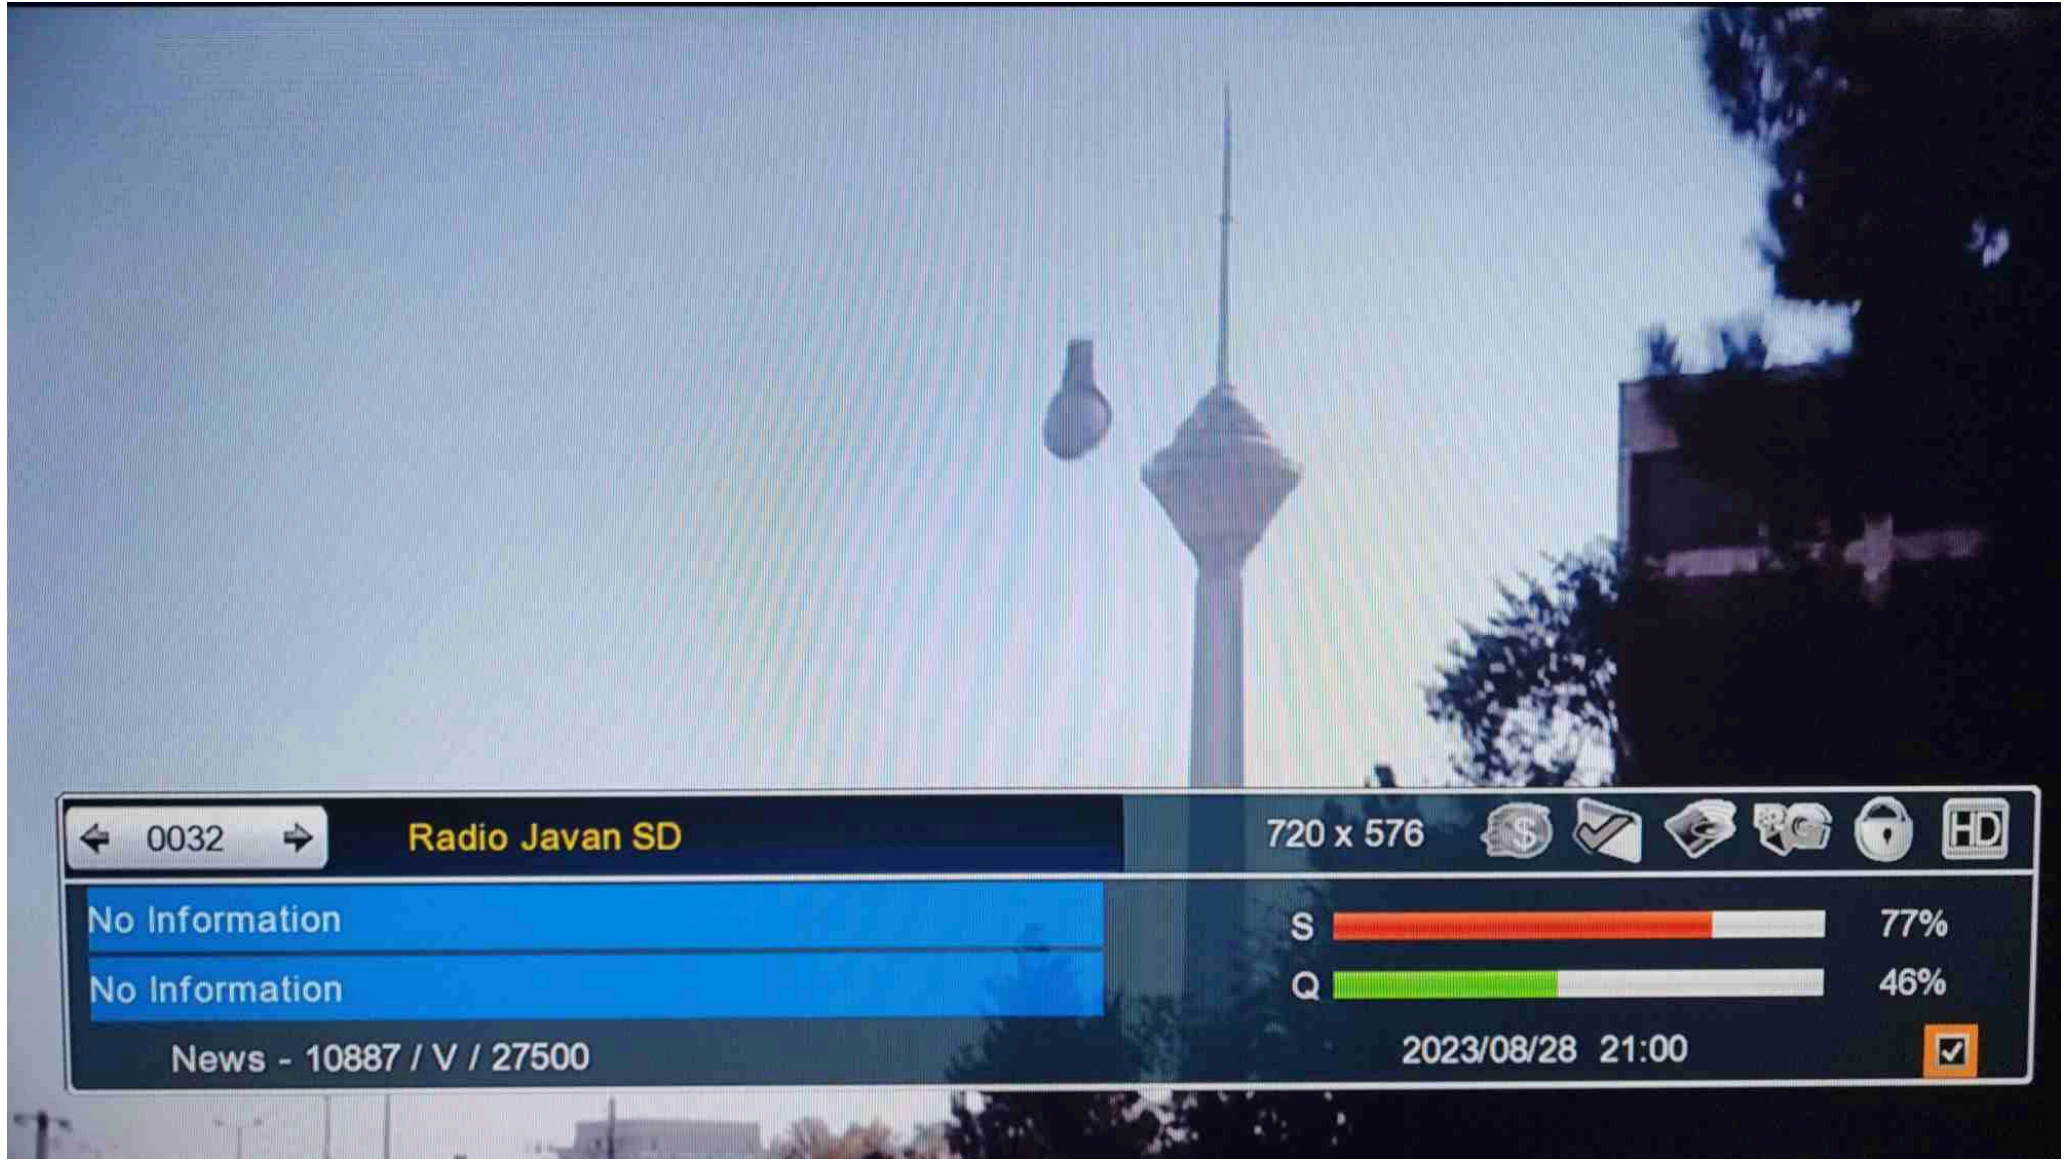 0032
Radio Javan SD
720 x 576
$
HD
No Information
S
77%
No Information
Q
46%
News - 10887 / V / 27500
2023/08/28 21:00